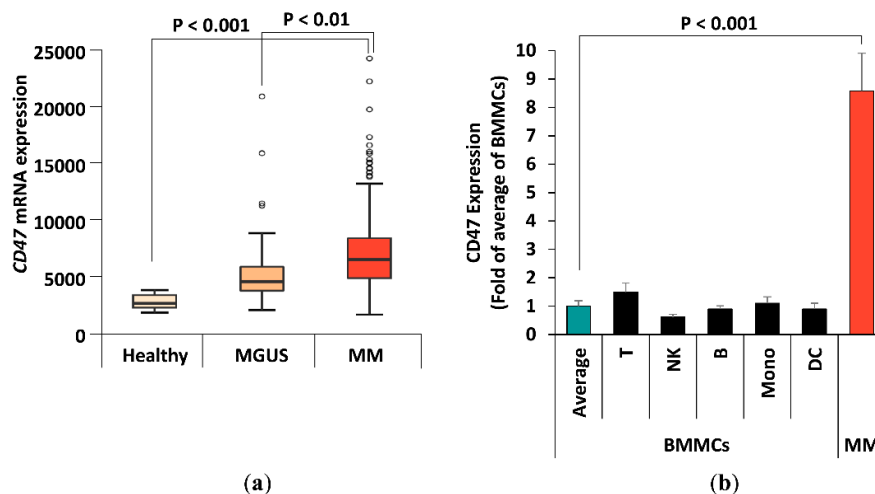 P < 0.001
P < 0.01
CD47 mRNA expression
25000
20000
15000
10000
5000
0
Healthy
MGUS
MM
(a)
P < 0.001
CD47 Expression
(Fold of average of BMMCs)
10
9
8
7
6
5
4
3
2
1
0
Average
T
NK
B
Mono
DC
BMMCs
MM
(b)